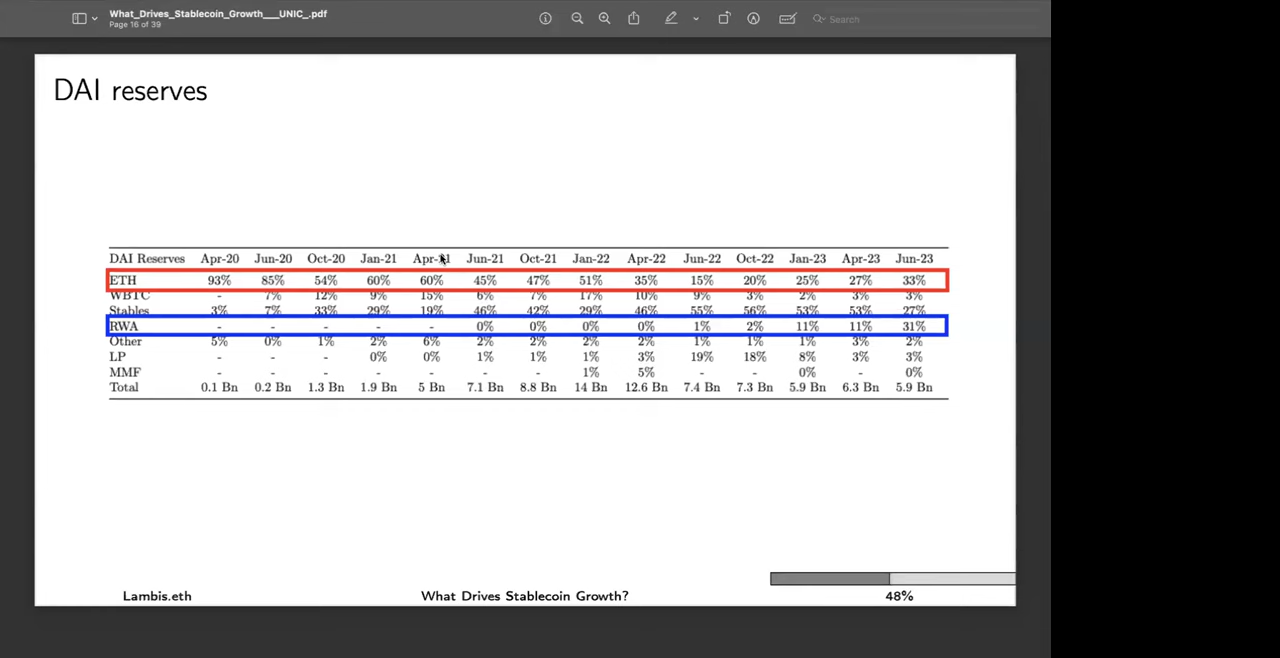 What_Drives_Stablecoin_Growth___UNIC_.pdf
Page 16 of 39
Search
DAI reserves
DAI Reserves Apr-20 Jun-20 Oct-20 Jan-21 Apr-21 Jun-21 Oct-21 Jan-22 Apr-22 Jun-22 Oct-22 Jan-23 Apr-23 Jun-23
ETH 93% 85% 54% 60% 60% 45% 47% 51% 35% 15% 20% 25% 27% 33%
WBTC - 7% 12% 9% 15% 6% 7% 17% 10% 9% 3% 2% 3% 3%
Stables 3% 7% 33% 29% 19% 46% 42% 29% 46% 55% 56% 53% 53% 27%
RWA - - - - - 0% 0% 0% 0% 1% 2% 11% 11% 31%
Other 5% 0% 1% 2% 6% 2% 2% 2% 2% 1% 1% 1% 3% 2%
LP - - - 0% 0% 1% 1% 1% 3% 19% 18% 8% 3% 3%
MMF - - - - - - - 1% 5% - - 0% - 0%
Total 0.1 Bn 0.2 Bn 1.3 Bn 1.9 Bn 5 Bn 7.1 Bn 8.8 Bn 14 Bn 12.6 Bn 7.4 Bn 7.3 Bn 5.9 Bn 6.3 Bn 5.9 Bn
Lambis.eth What Drives Stablecoin Growth? 48%